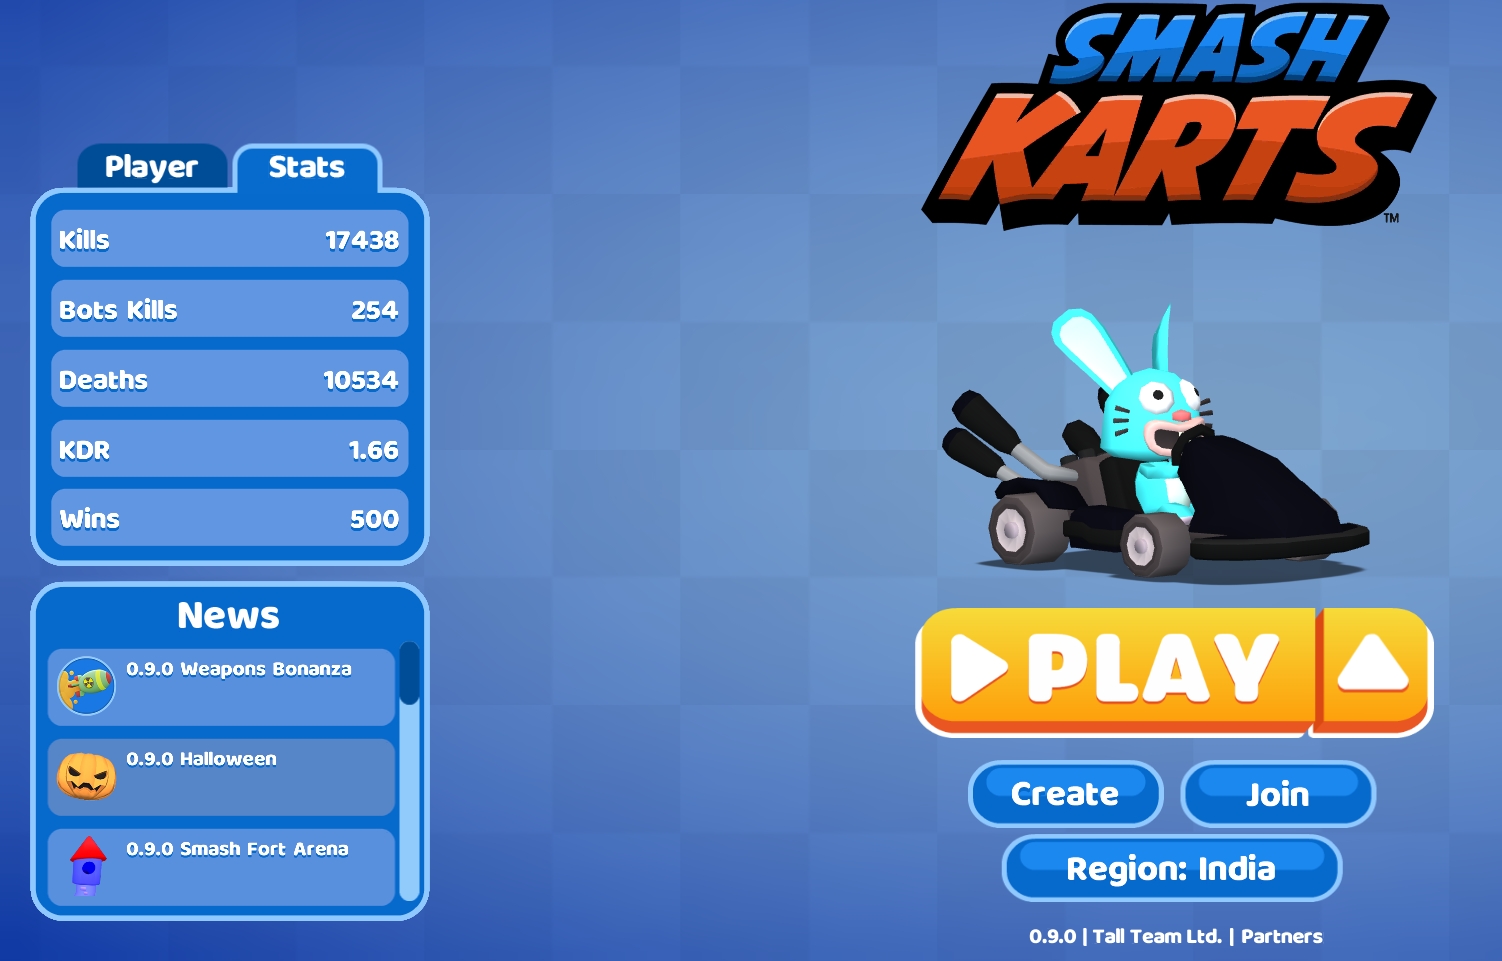 SMASH
KARTS
TM
Player Stats
Kills 17438
Bots Kills 254
Deaths 10534
KDR 1.66
Wins 500
News
0.9.0 Weapons Bonanza
0.9.0 Halloween
0.9.0 Smash Fort Arena
PLAY
Create Join
Region: India
0.9.0 | Tall Team Ltd. | Partners